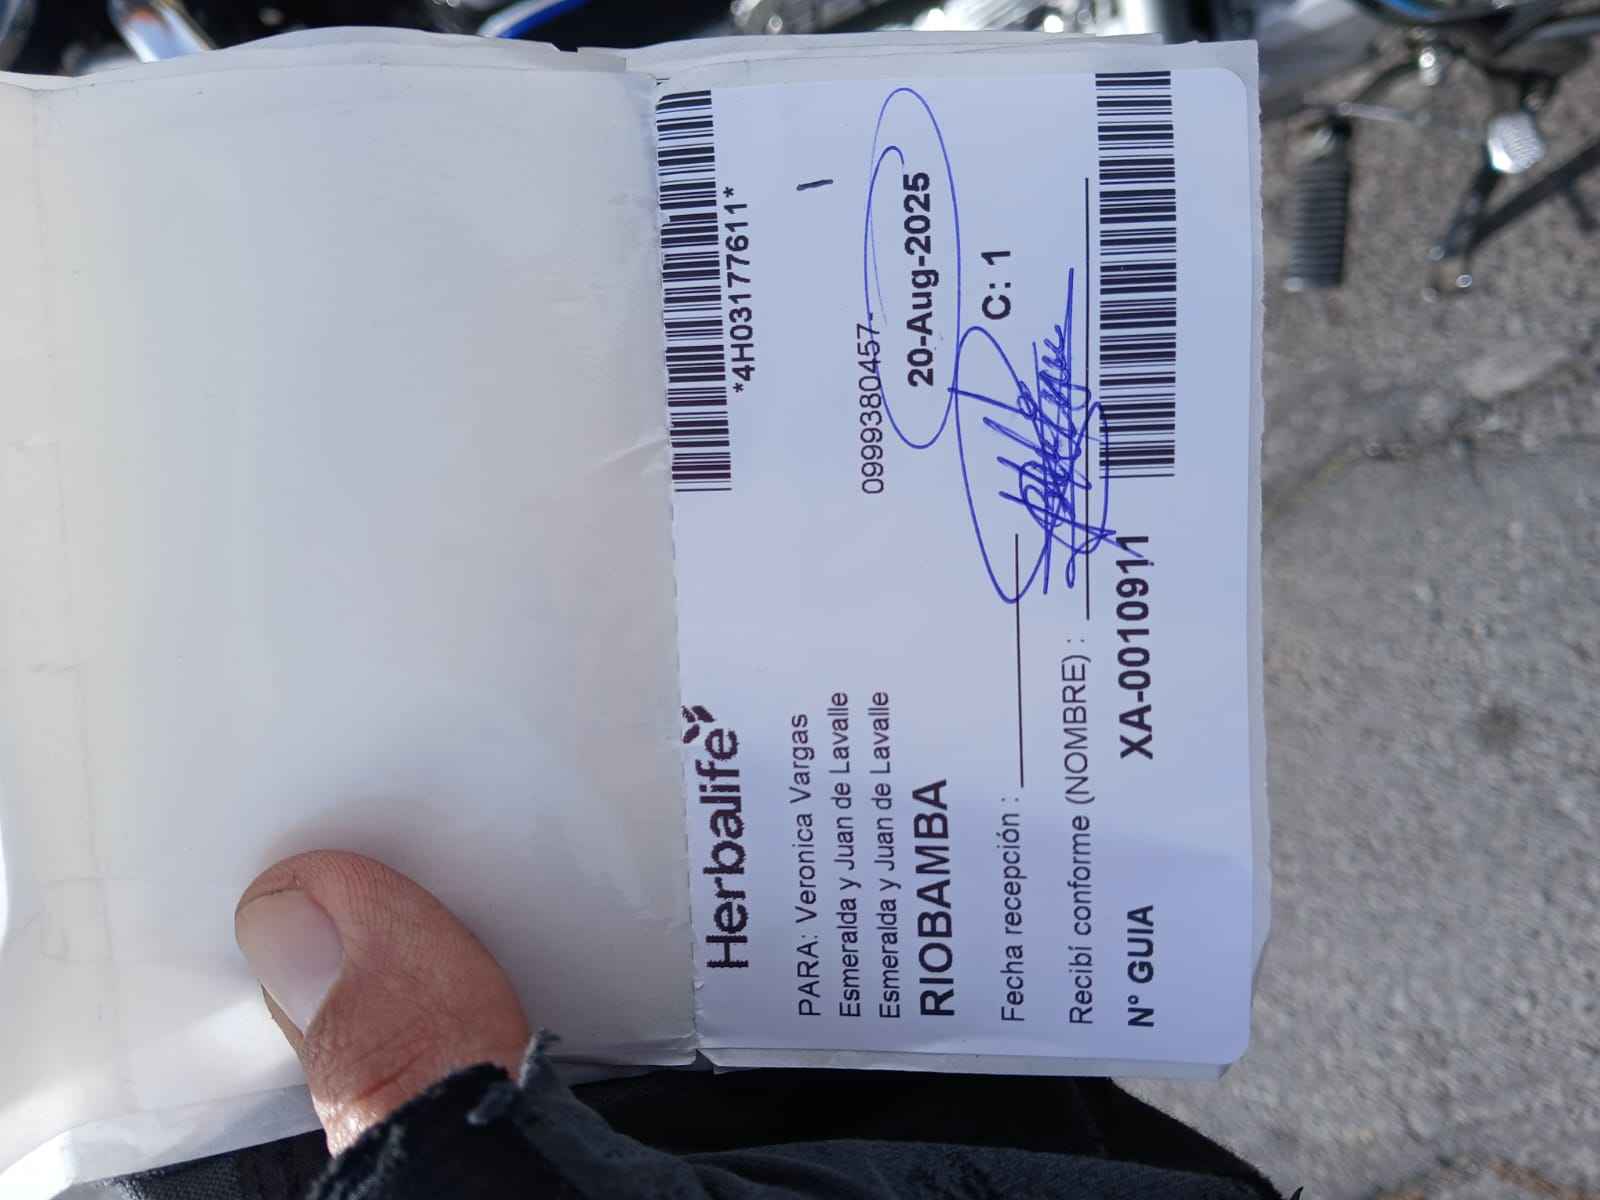 *4H03177611*
Herbalife
PARA: Veronica Vargas
Esmeralda y Juan de Lavalle
Esmeralda y Juan de Lavalle
0999380457-
RIOBAMBA
20-Aug-2025
Fecha recepción :
C: 1
Recibí conforme (NOMBRE) :
N° GUIA
XA-0010911